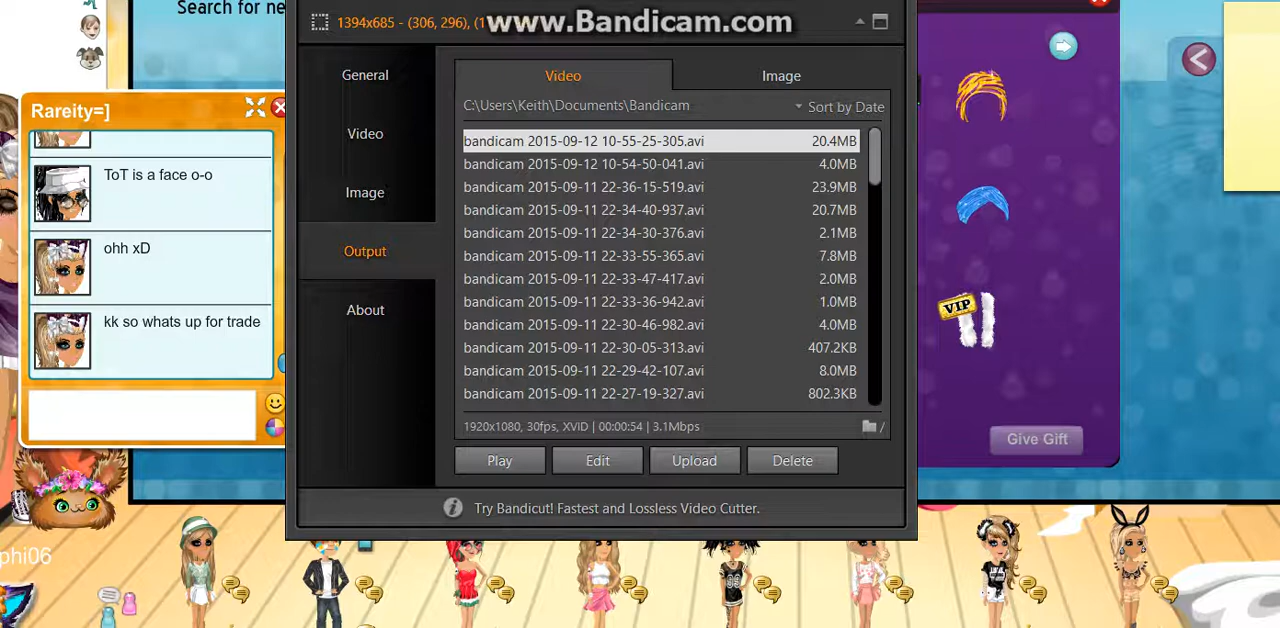 Search for ne
1394x685 - (306, 296), (1
www.Bandicam.com
General
Video
Image
Output
About
Video
Image
C:\Users\Keith\Documents\Bandicam
Sort by Date
bandicam 2015-09-12 10-55-25-305.avi 20.4MB
bandicam 2015-09-12 10-54-50-041.avi 4.0MB
bandicam 2015-09-11 22-36-15-519.avi 23.9MB
bandicam 2015-09-11 22-34-40-937.avi 20.7MB
bandicam 2015-09-11 22-34-30-376.avi 2.1MB
bandicam 2015-09-11 22-33-55-365.avi 7.8MB
bandicam 2015-09-11 22-33-47-417.avi 2.0MB
bandicam 2015-09-11 22-33-36-942.avi 1.0MB
bandicam 2015-09-11 22-30-46-982.avi 4.0MB
bandicam 2015-09-11 22-30-05-313.avi 407.2KB
bandicam 2015-09-11 22-29-42-107.avi 8.0MB
bandicam 2015-09-11 22-27-19-327.avi 802.3KB
1920x1080, 30fps, XVID | 00:00:54 | 3.1Mbps
/
Play
Edit
Upload
Delete
Try Bandicut! Fastest and Lossless Video Cutter.
Rareity=]
ToT is a face o-o
ohh xD
kk so whats up for trade
VIP
Give Gift
phi06